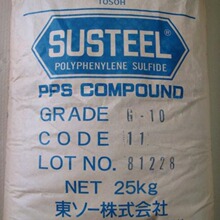 TOSOH
SUSTEEL®
POLYPHENYLENE SULFIDE
PPS COMPOUND
GRADE G-10
CODE 11
LOT NO. 81228
NET 25kg
東ソー株式会社